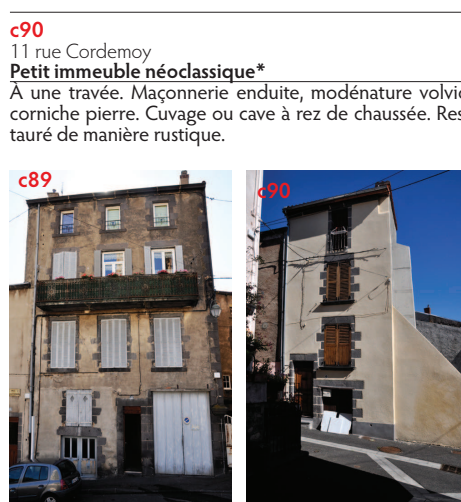 c90
11 rue Cordemoy
Petit immeuble néoclassique*
À une travée. Maçonnerie enduite, modénature
corniche pierre. Cuvage ou cave à rez de chaussée. Res
tauré de manière rustique.
c89
c90